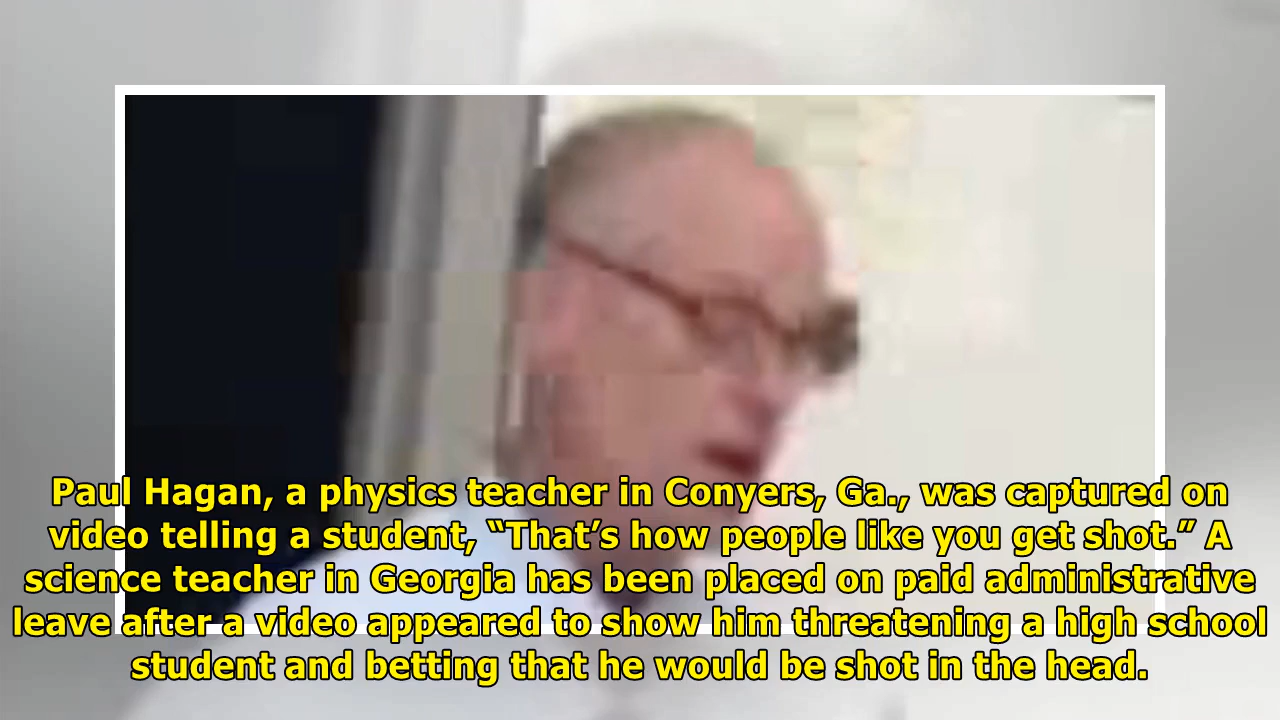 Paul Hagan, a physics teacher in Conyers, Ga., was captured on
video telling a student, “That’s how people like you get shot.” A
science teacher in Georgia has been placed on paid administrative
leave after a video appeared to show him threatening a high school
student and betting that he would be shot in the head.